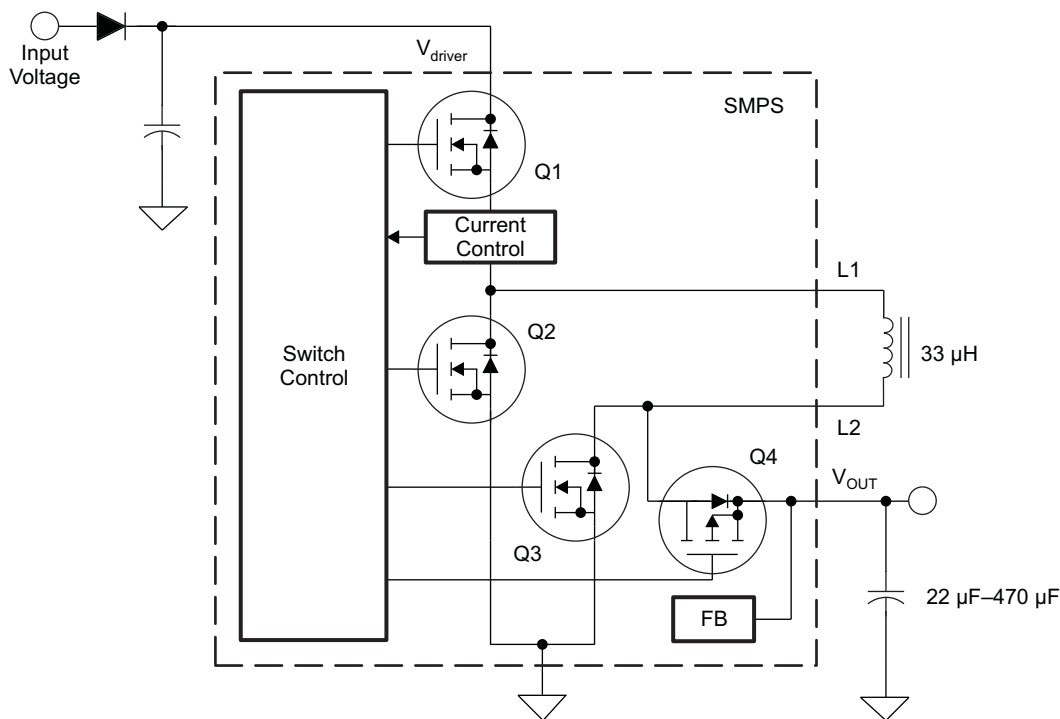 Input
Voltage
V_driver
SMPS
Q1
Current
Control
L1
Q2
Switch
Control
33 µH
L2
Q4
V_OUT
Q3
22 µF–470 µF
FB